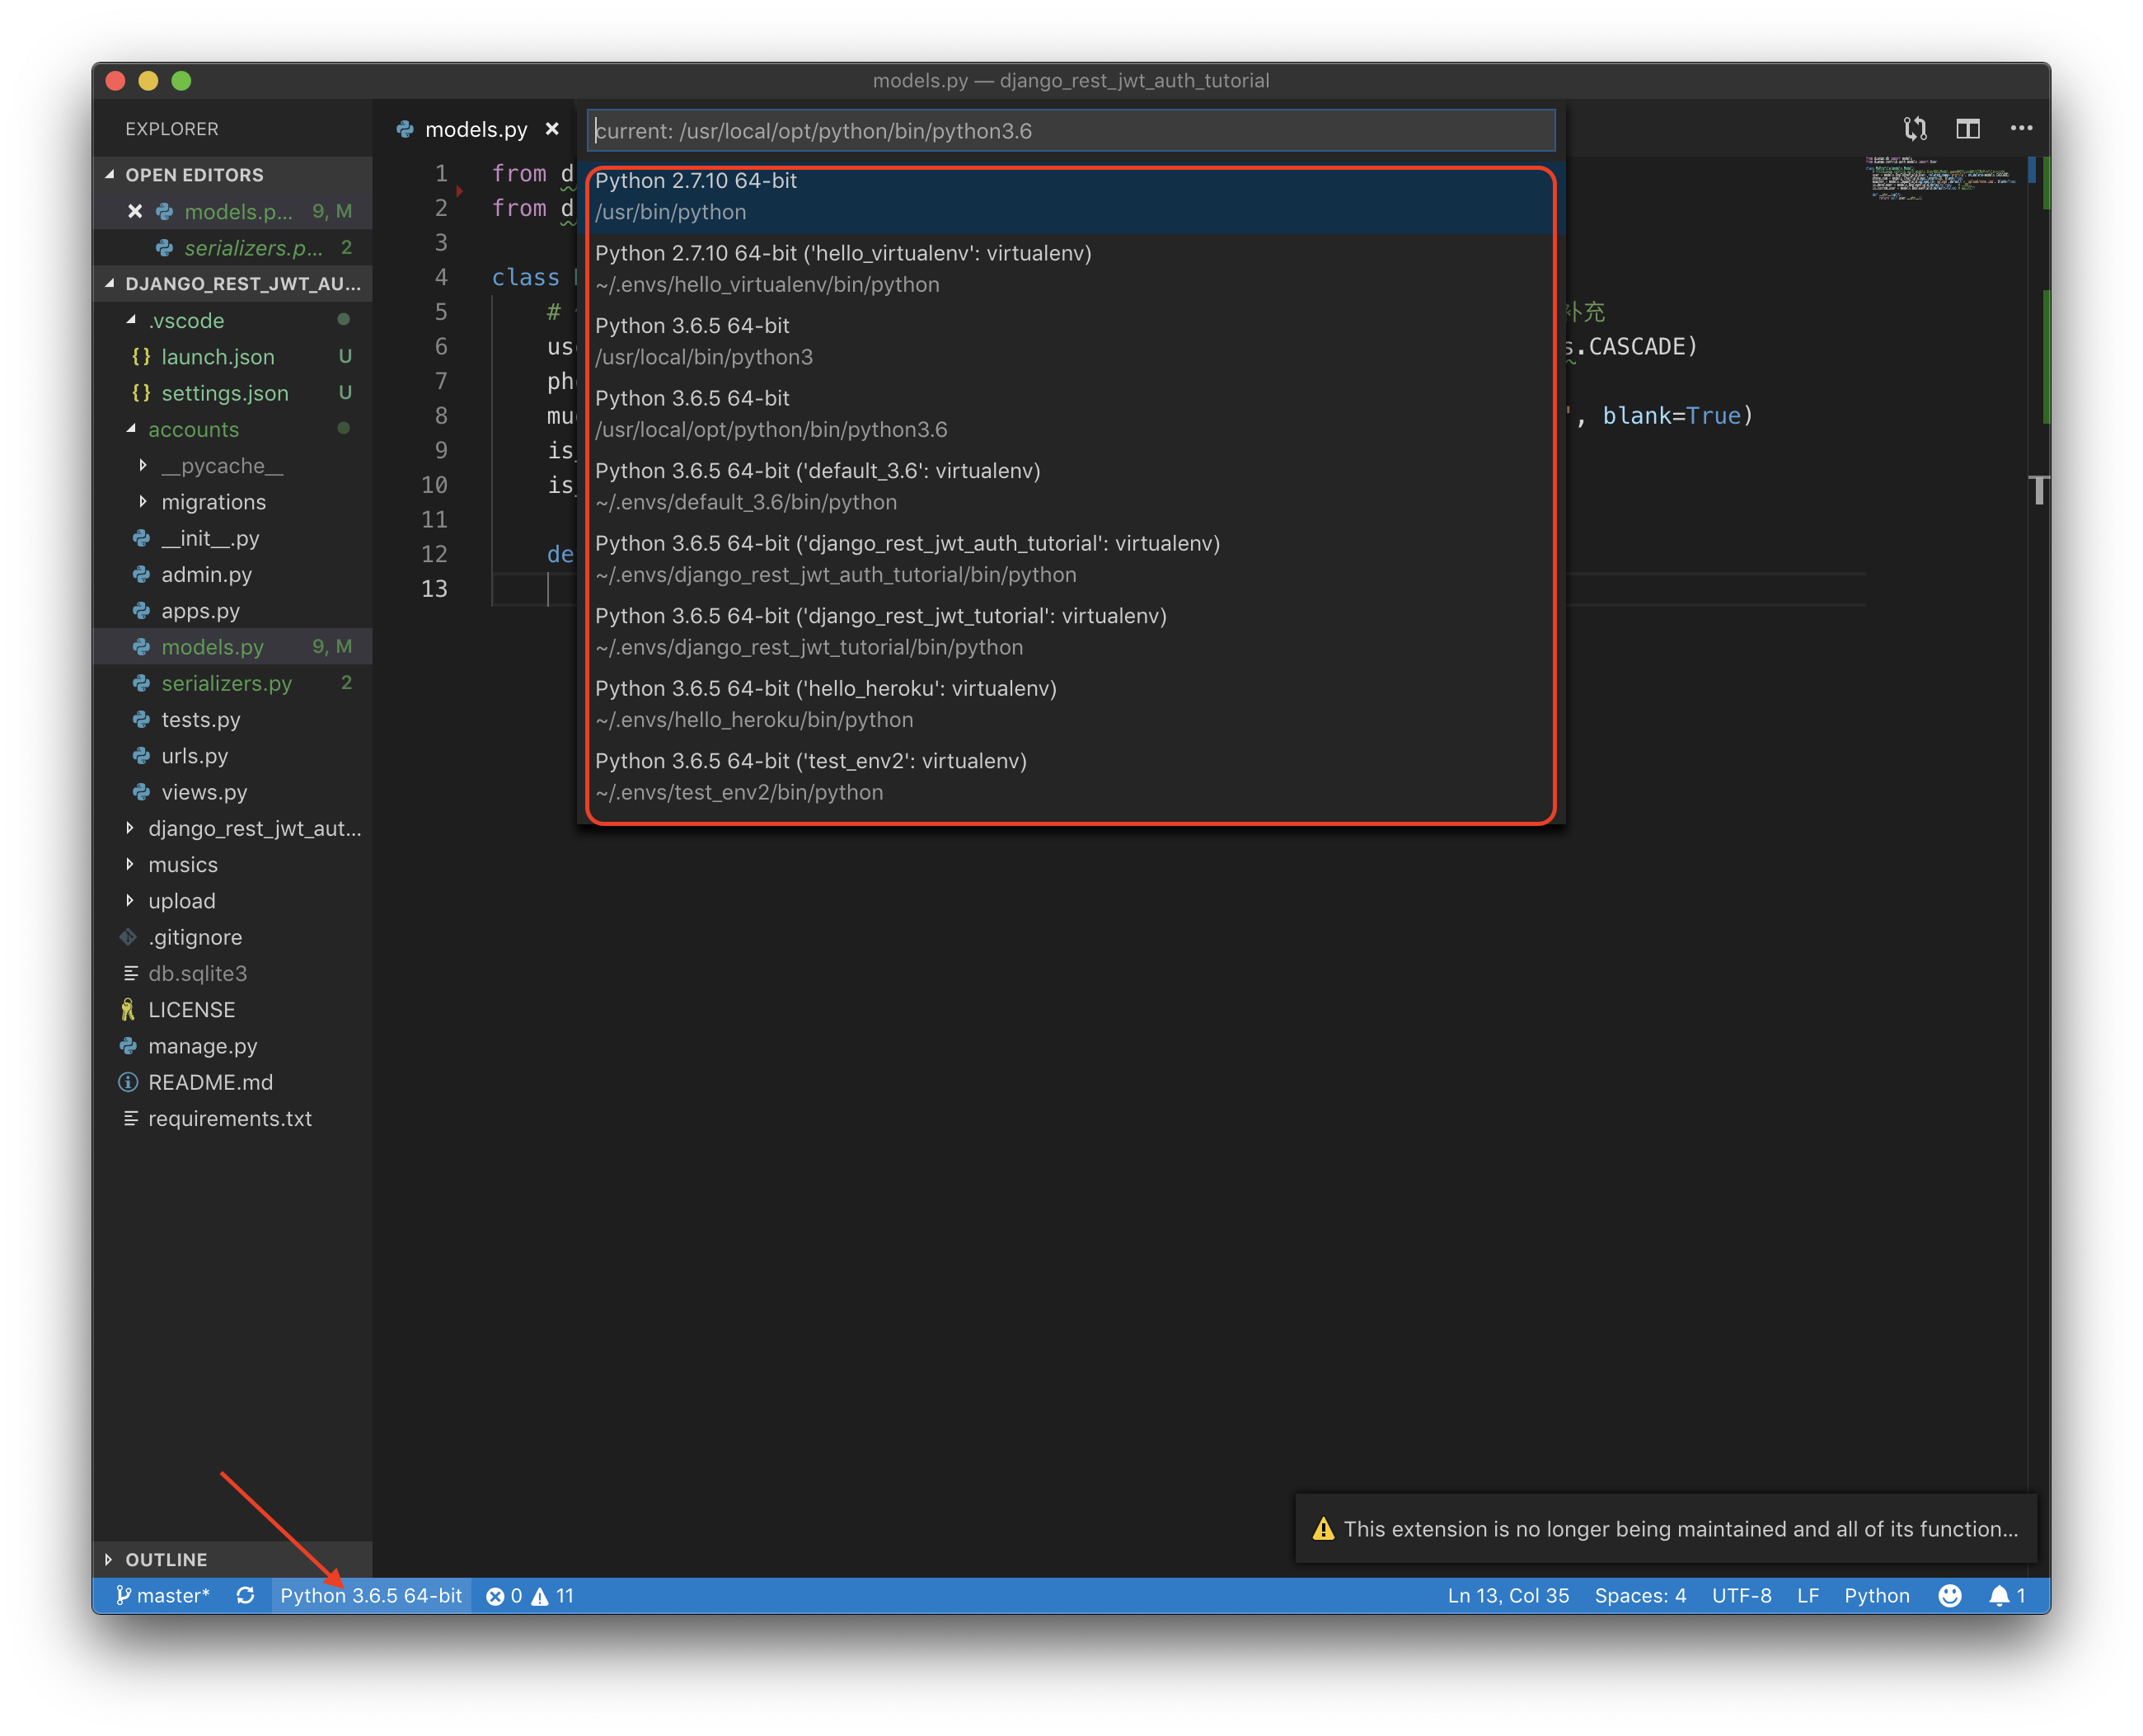 models.py — django_rest_jwt_auth_tutorial
EXPLORER
OPEN EDITORS
models.p... 9, M
serializers.p... 2
DJANGO_REST_JWT_AU...
.vscode
launch.json U
settings.json U
accounts
__pycache__
migrations
__init__.py
admin.py
apps.py
models.py 9, M
serializers.py 2
tests.py
urls.py
views.py
django_rest_jwt_aut...
musics
upload
.gitignore
db.sqlite3
LICENSE
manage.py
README.md
requirements.txt
OUTLINE
models.py
current: /usr/local/opt/python/bin/python3.6
Python 2.7.10 64-bit
/usr/bin/python
Python 2.7.10 64-bit ('hello_virtualenv': virtualenv)
~/.envs/hello_virtualenv/bin/python
Python 3.6.5 64-bit
/usr/local/bin/python3
Python 3.6.5 64-bit
/usr/local/opt/python/bin/python3.6
Python 3.6.5 64-bit ('default_3.6': virtualenv)
~/.envs/default_3.6/bin/python
Python 3.6.5 64-bit ('django_rest_jwt_auth_tutorial': virtualenv)
~/.envs/django_rest_jwt_auth_tutorial/bin/python
Python 3.6.5 64-bit ('django_rest_jwt_tutorial': virtualenv)
~/.envs/django_rest_jwt_tutorial/bin/python
Python 3.6.5 64-bit ('hello_heroku': virtualenv)
~/.envs/hello_heroku/bin/python
Python 3.6.5 64-bit ('test_env2': virtualenv)
~/.envs/test_env2/bin/python
1 from d
2 from d
3
4 class
5 # 补充
6 us s.CASCADE)
7 ph
8 mu ', blank=True)
9 is_
10 is_
11
12 de
13
This extension is no longer being maintained and all of its function...
master* Python 3.6.5 64-bit 0 11 Ln 13, Col 35 Spaces: 4 UTF-8 LF Python 1